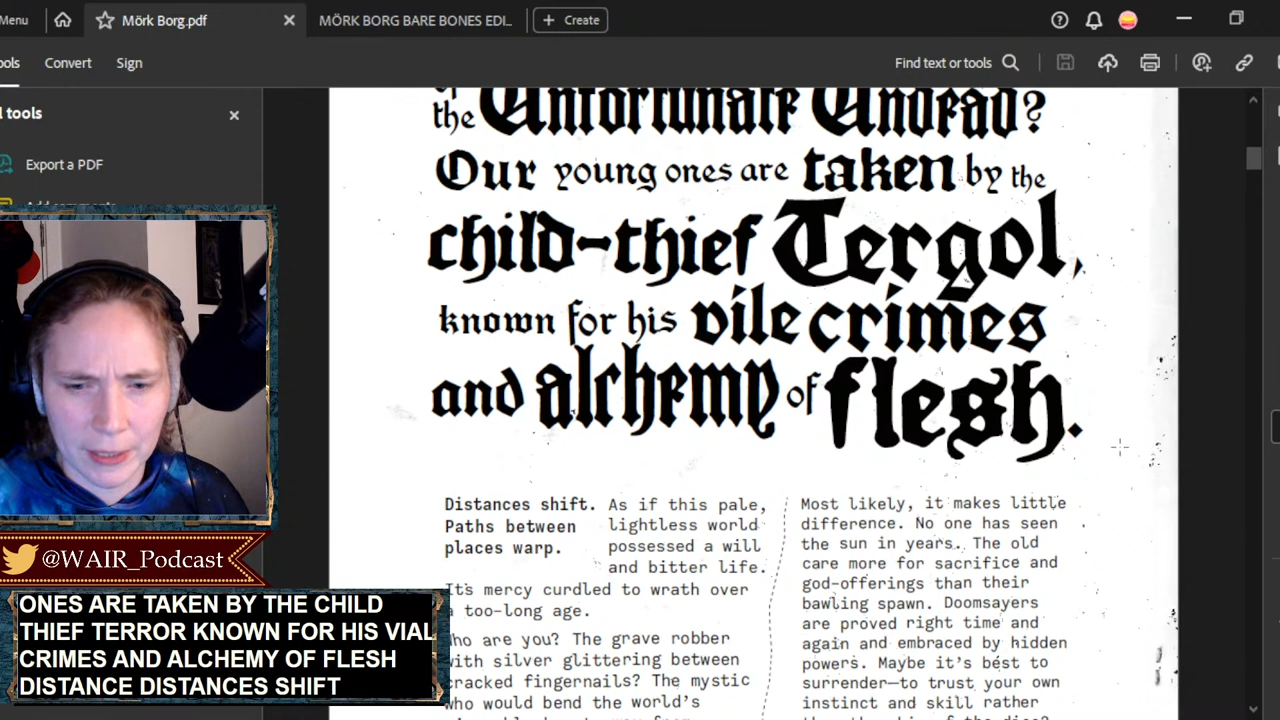 Menu
Mörk Borg.pdf
MÖRK BORG BARE BONES EDI...
Create
ols
Convert
Sign
Find text or tools
l tools
Export a PDF
the Unfortunate Undead?
Our young ones are taken by the
child-thief Tergol,
known for his vile crimes
and alchemy of flesh.
Distances shift.
Paths between
places warp.
As if this pale,
lightless world
possessed a will
and bitter life.
It's mercy curdled to wrath over
a too-long age.
Who are you? The grave robber
with silver glittering between
cracked fingernails? The mystic
who would bend the world's
Most likely, it makes little
difference. No one has seen
the sun in years. The old
care more for sacrifice and
god-offerings than their
bawling spawn. Doomsayers
are proved right time and
again and embraced by hidden
powers. Maybe it's best to
surrender—to trust your own
instinct and skill rather
@WAIR_Podcast
ONES ARE TAKEN BY THE CHILD
THIEF TERROR KNOWN FOR HIS VIAL
CRIMES AND ALCHEMY OF FLESH
DISTANCE DISTANCES SHIFT